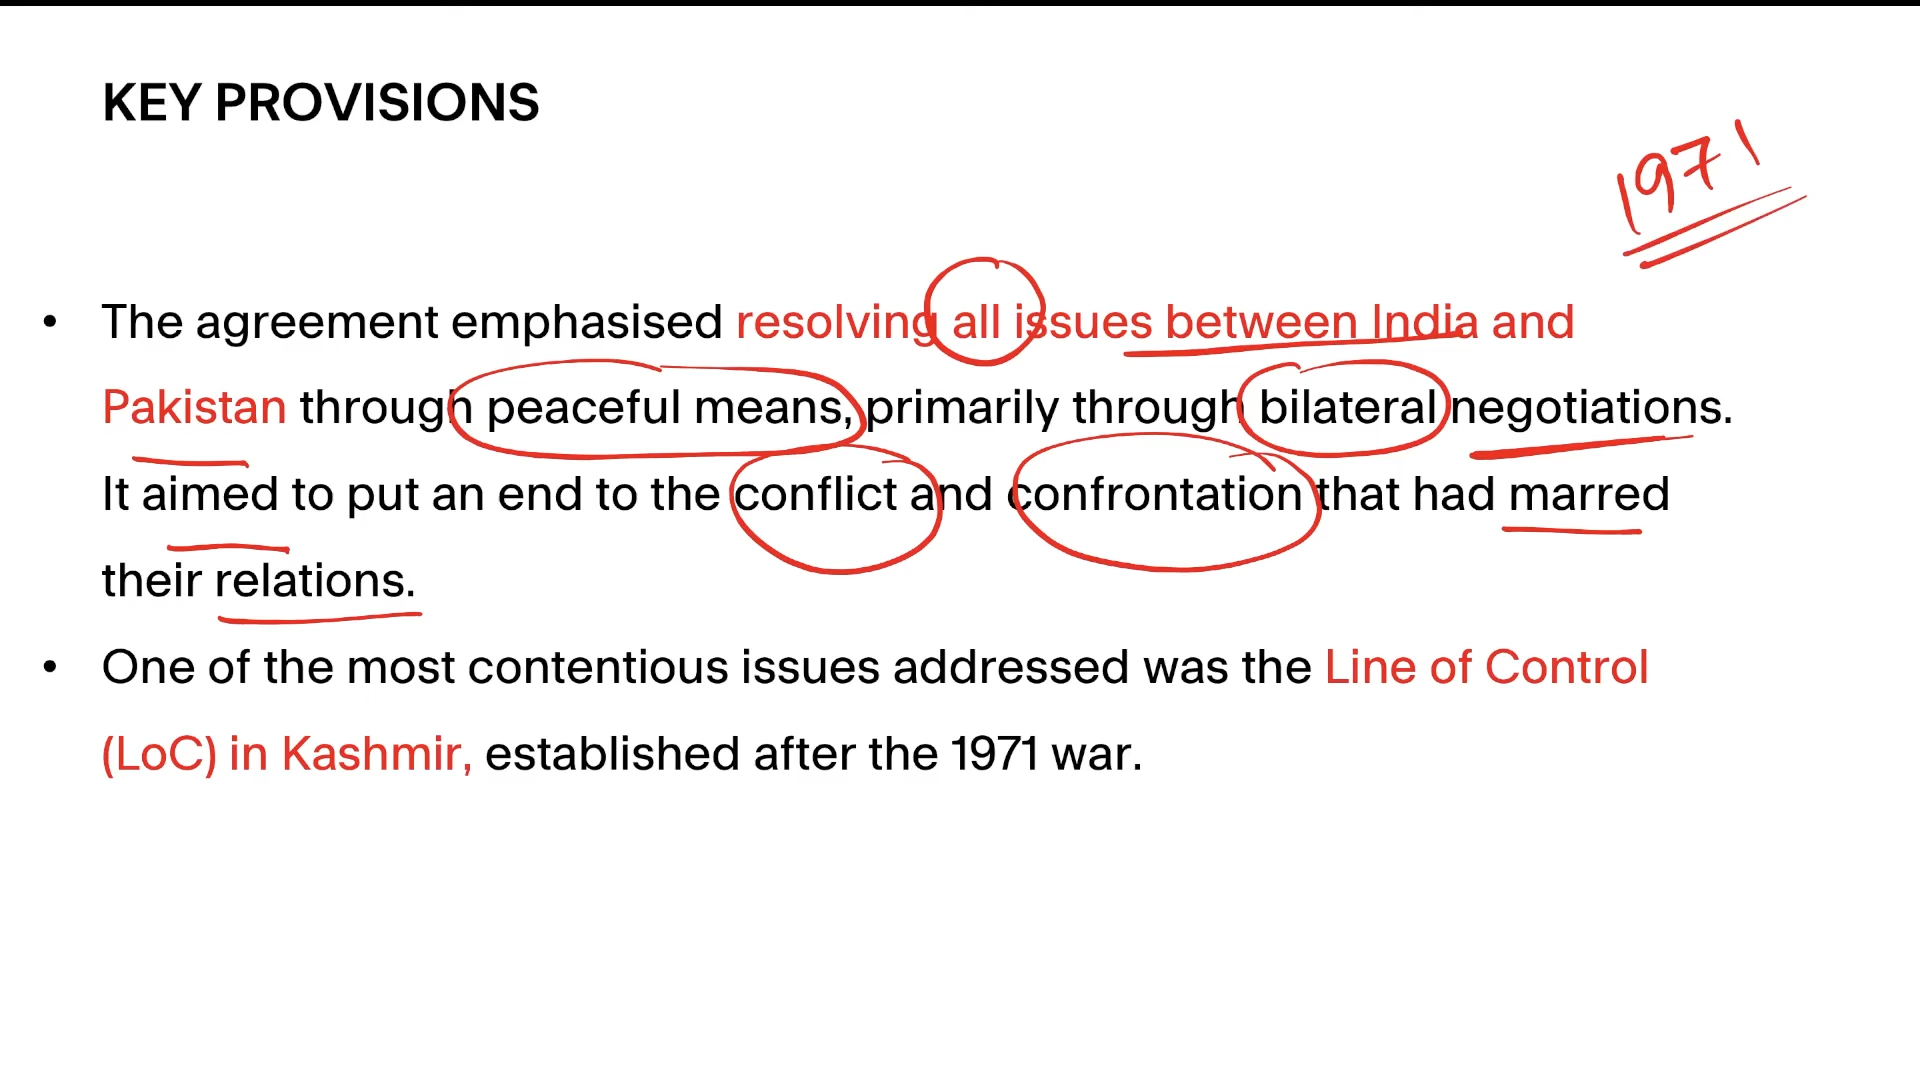 KEY PROVISIONS
1971
• The agreement emphasised resolving all issues between India and
Pakistan through peaceful means, primarily through bilateral negotiations.
It aimed to put an end to the conflict and confrontation that had marred
their relations.
• One of the most contentious issues addressed was the Line of Control
(LoC) in Kashmir, established after the 1971 war.